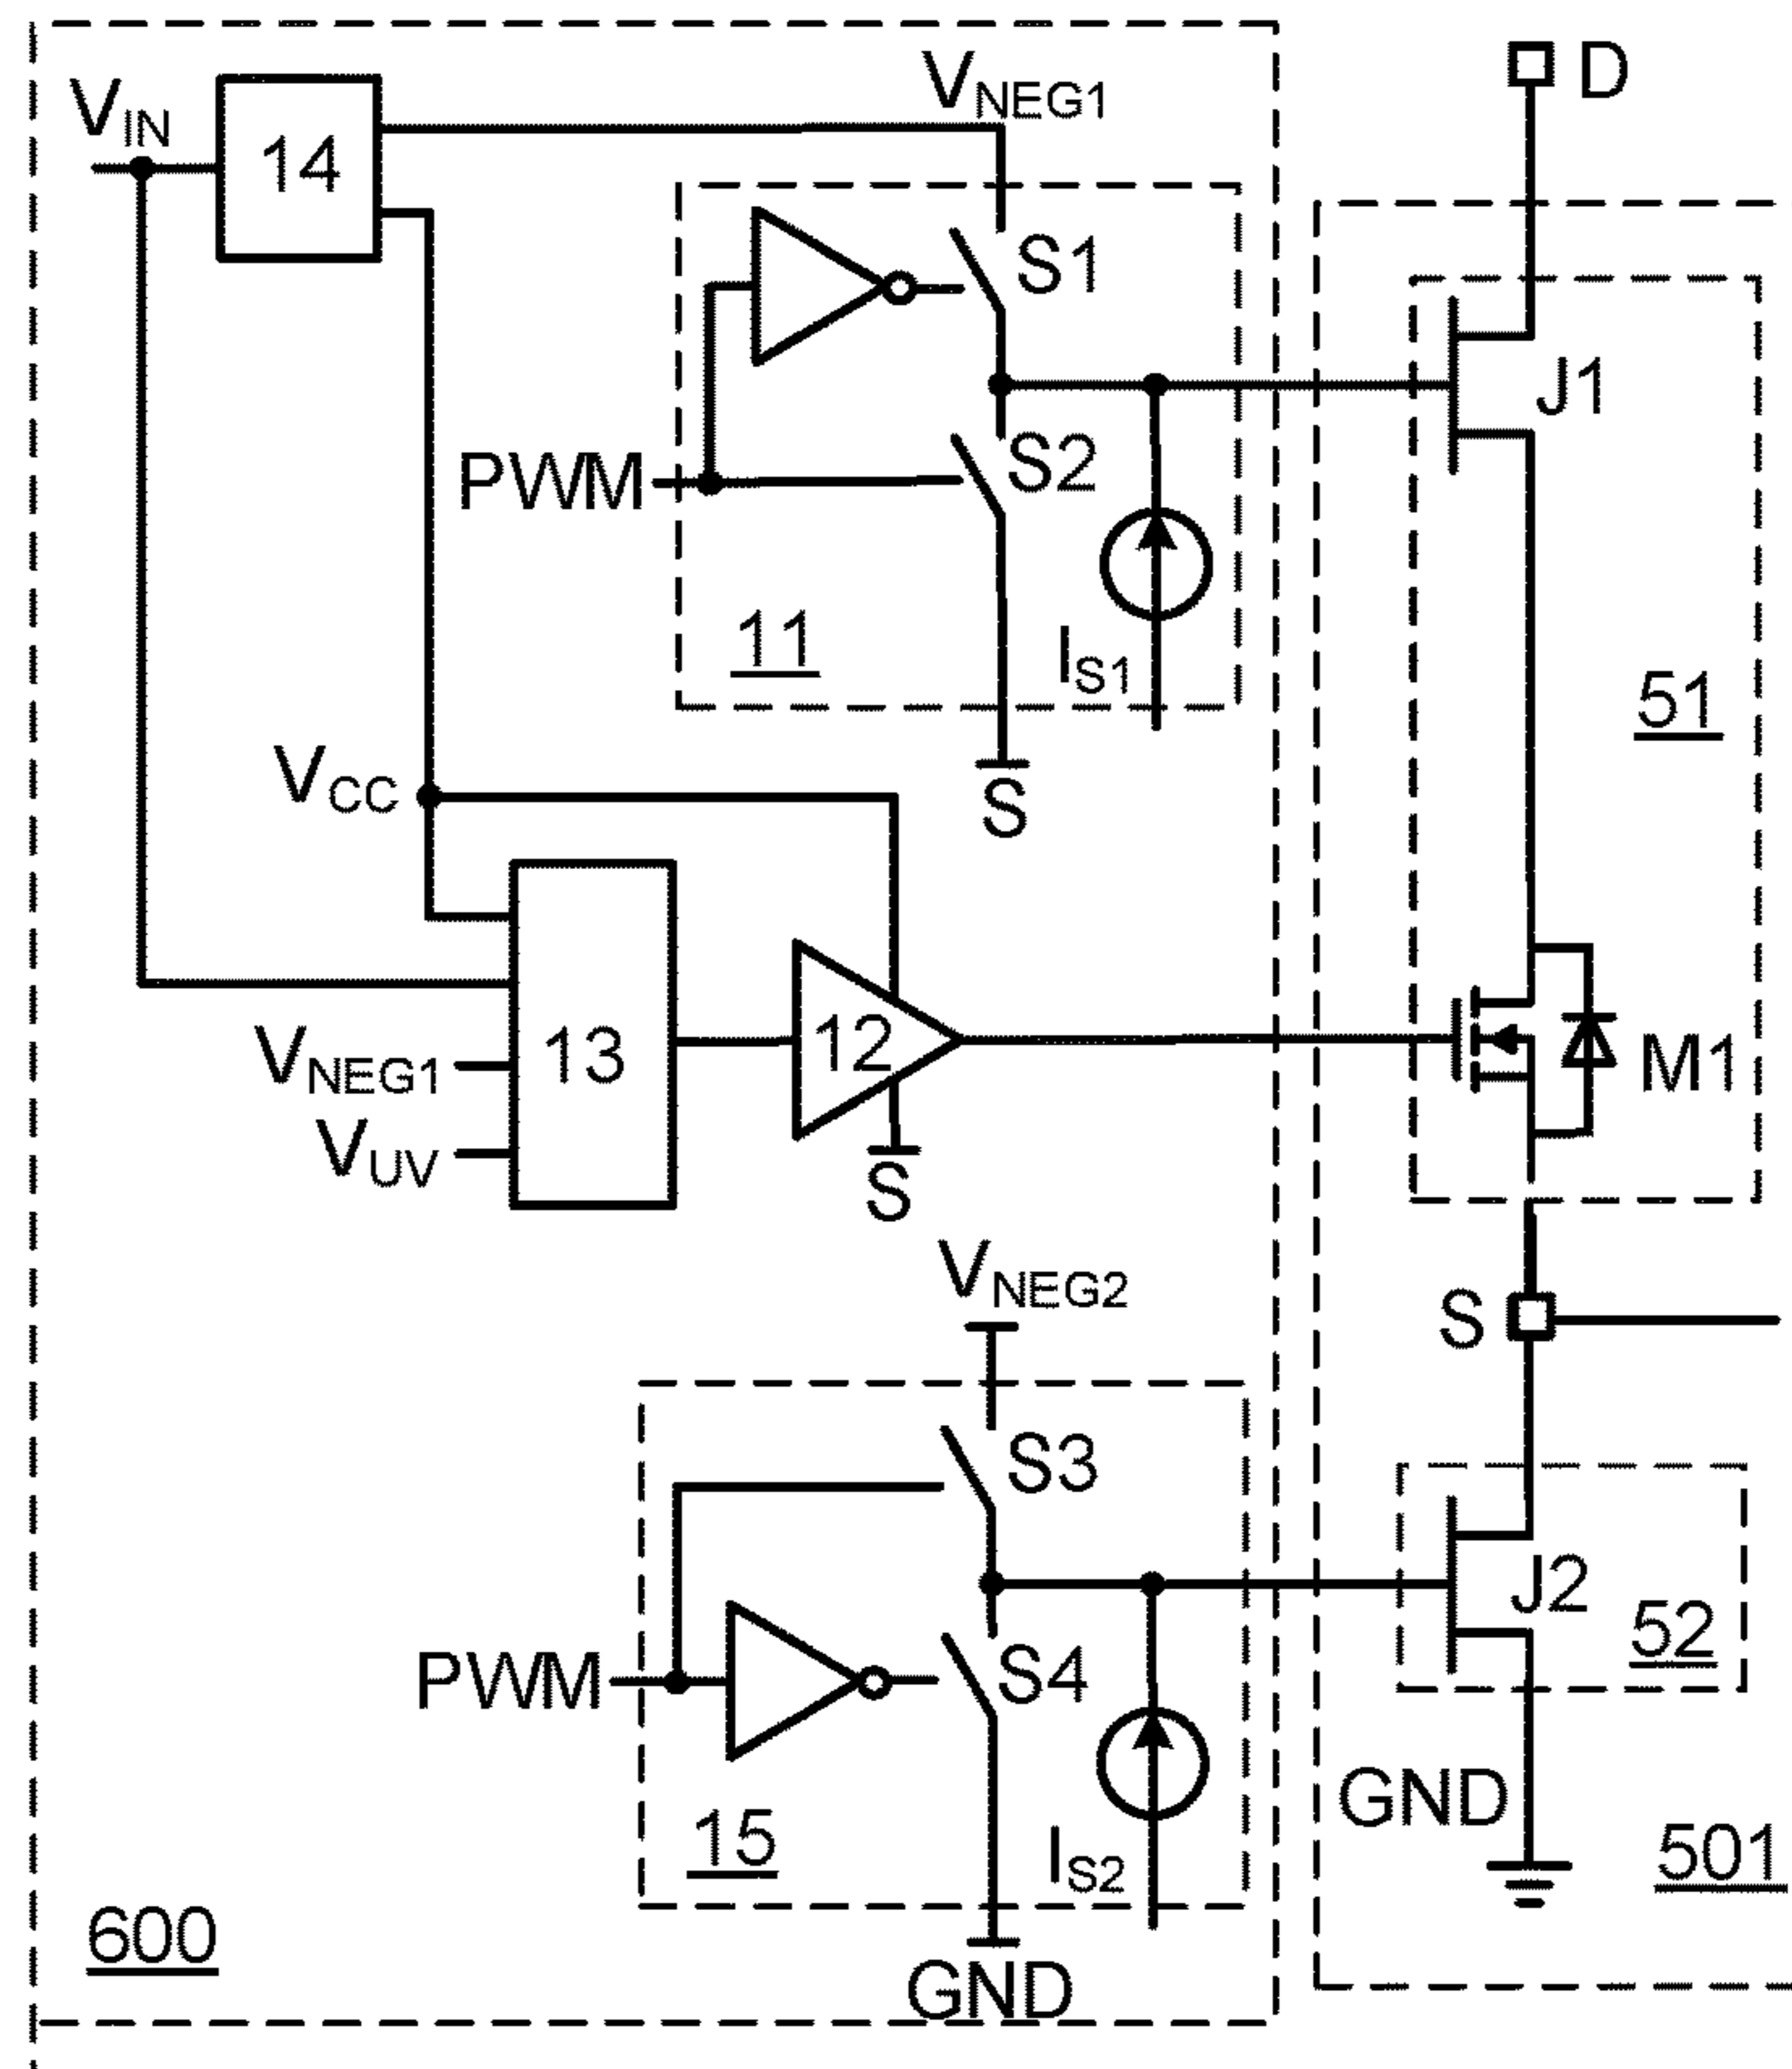 V_IN
14
V_NEG1
D
S1
J1
PWM
S2
11
I_S1
51
S
V_CC
13
12
V_NEG1
V_UV
S
M1
V_NEG2
S
S3
J2
52
PWM
S4
GND
15
I_S2
501
600
GND